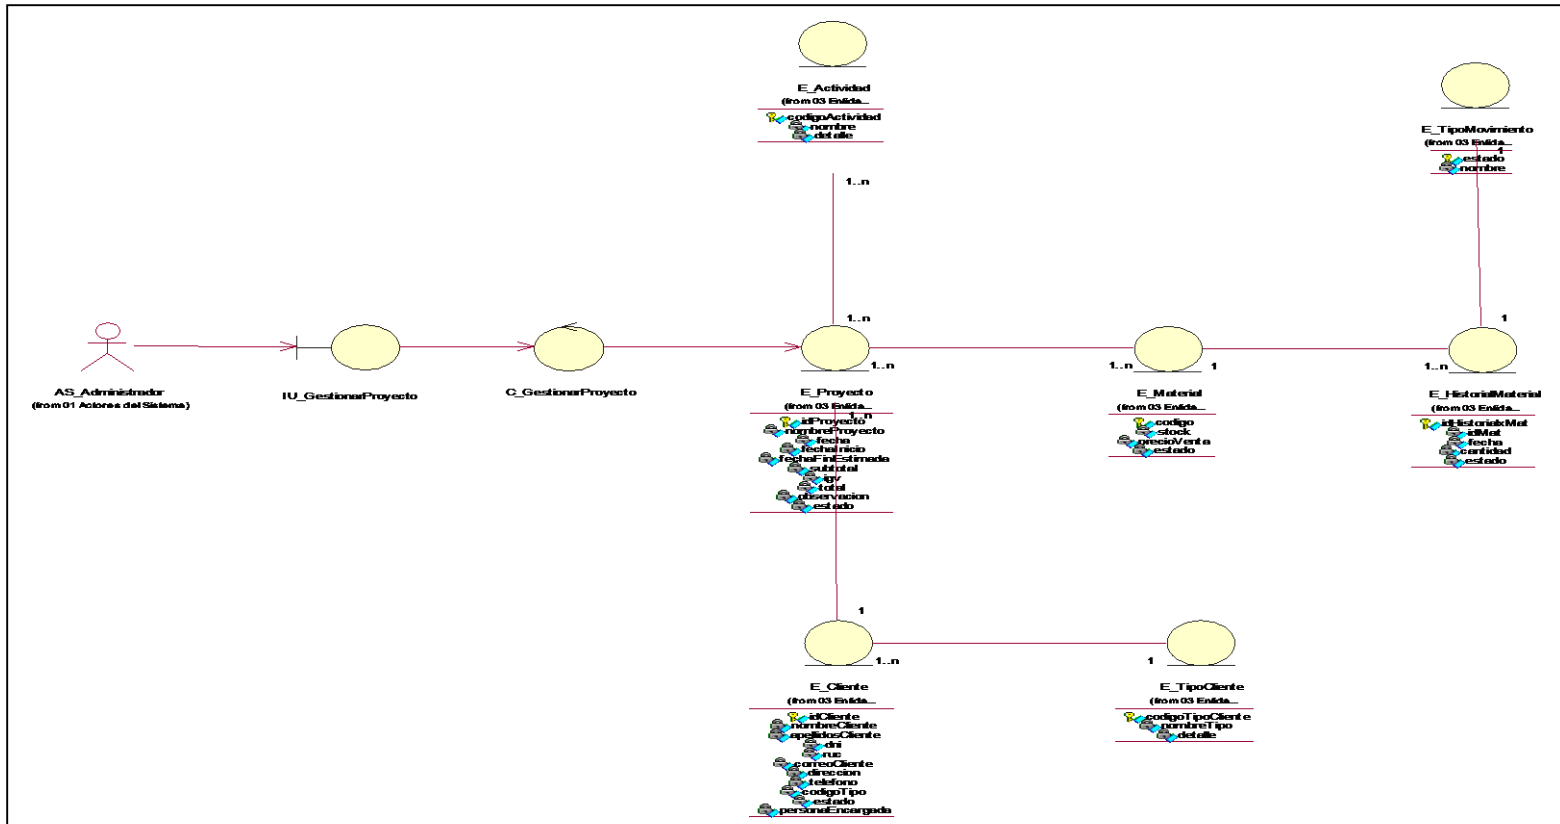 E_Actividad
(from 03 Entida...
codigoActividad
nombre
detalle
1..n
E_TipoMovimiento
(from 03 Entida...
1
estado
nombre
AS_Administrador
(from 01 Actores del Sistema)
IU_GestionarProyecto
C_GestionarProyecto
1..n
1..n
E_Proyecto
(from 03 Entida...
1..n
idProyecto
nombreProyecto
fecha
fechaInicio
fechaFinEstimada
subtotal
igv
total
observacion
estado
1..n
1
E_Material
(from 03 Entida...
codigo
stock
precioVenta
estado
1
1..n
E_HistorialMaterial
(from 03 Entida...
idHistorialxMat
idMat
fecha
cantidad
estado
1
1..n
E_Cliente
(from 03 Entida...
idCliente
nombreCliente
apellidosCliente
dni
ruc
correoCliente
direccion
telefono
codigoTipo
estado
personaEncargada
1
E_TipoCliente
(from 03 Entida...
codigoTipoCliente
nombreTipo
detalle